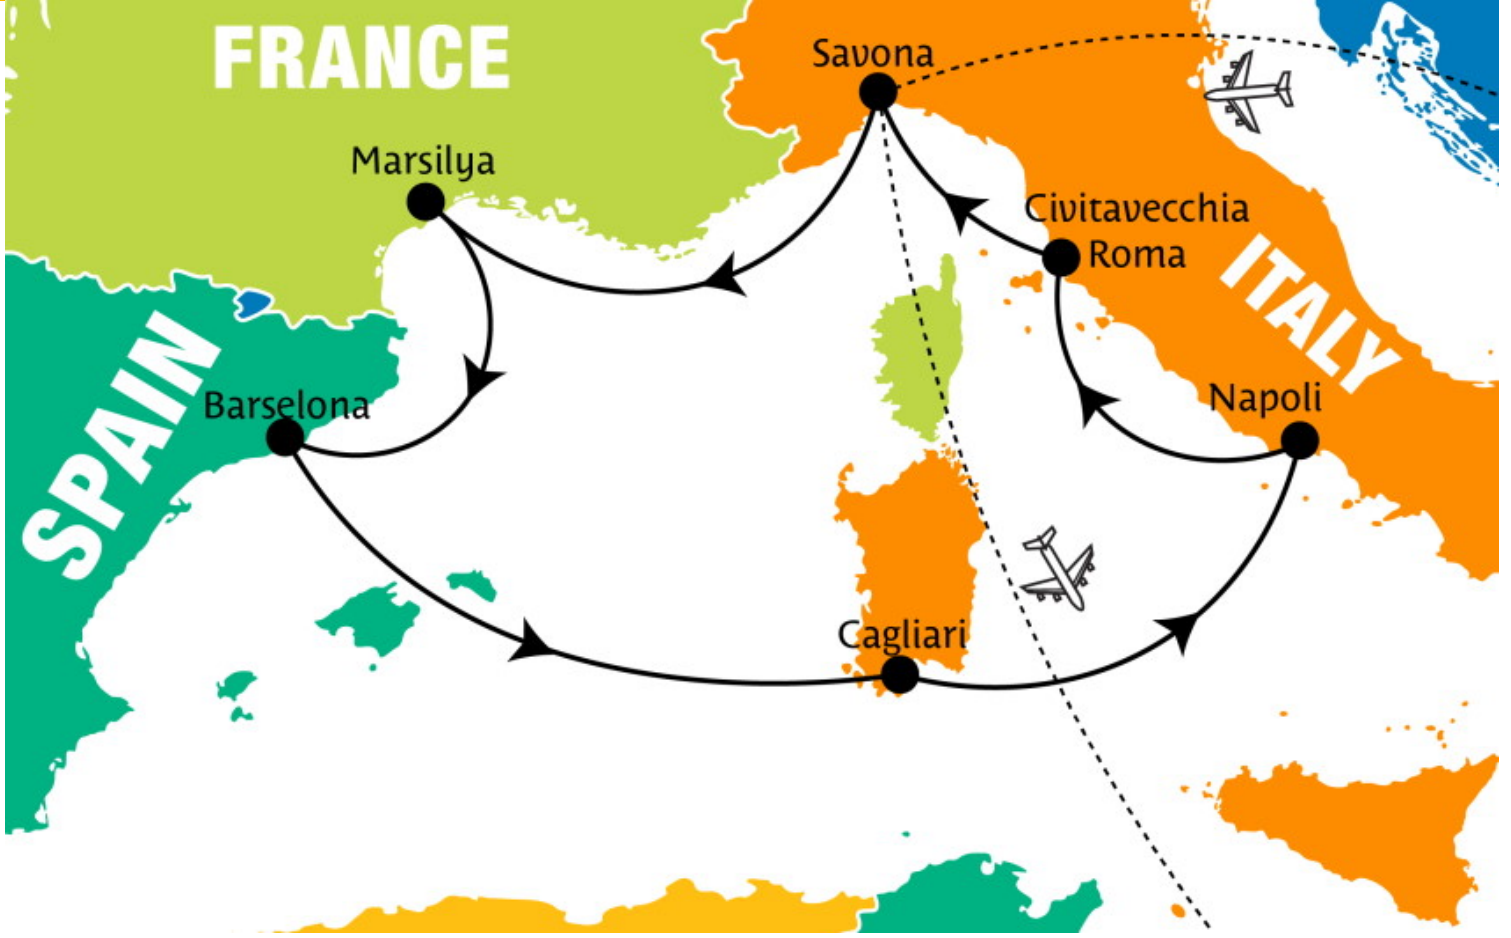 FRANCE
Savona
Marsilya
Civitavecchia
Roma
ITALY
SPAIN
Barselona
Napoli
Cagliari